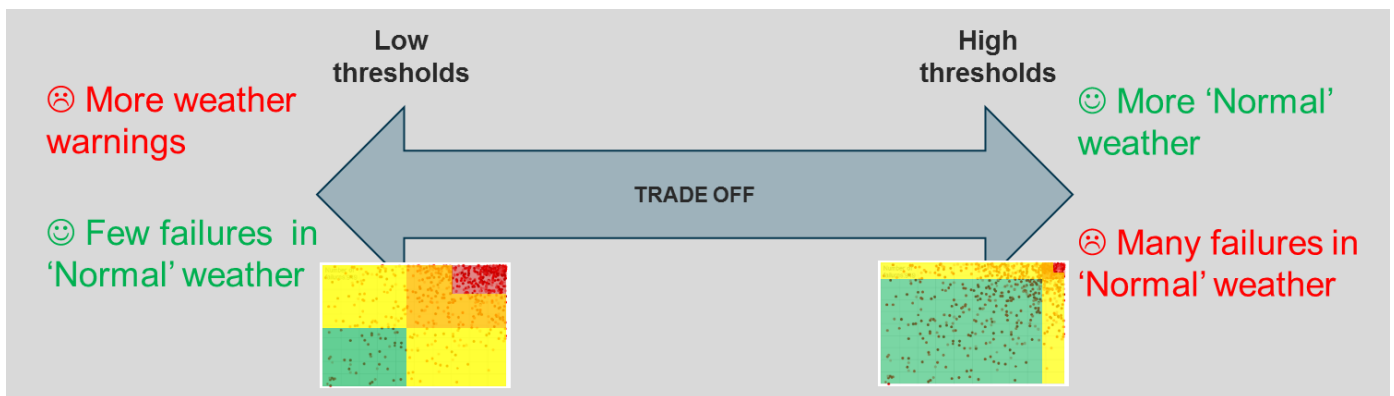 Low
thresholds
High
thresholds
☹ More weather
warnings
☺ Few failures in
‘Normal’ weather
TRADE OFF
☺ More ‘Normal’
weather
☹ Many failures in
‘Normal’ weather